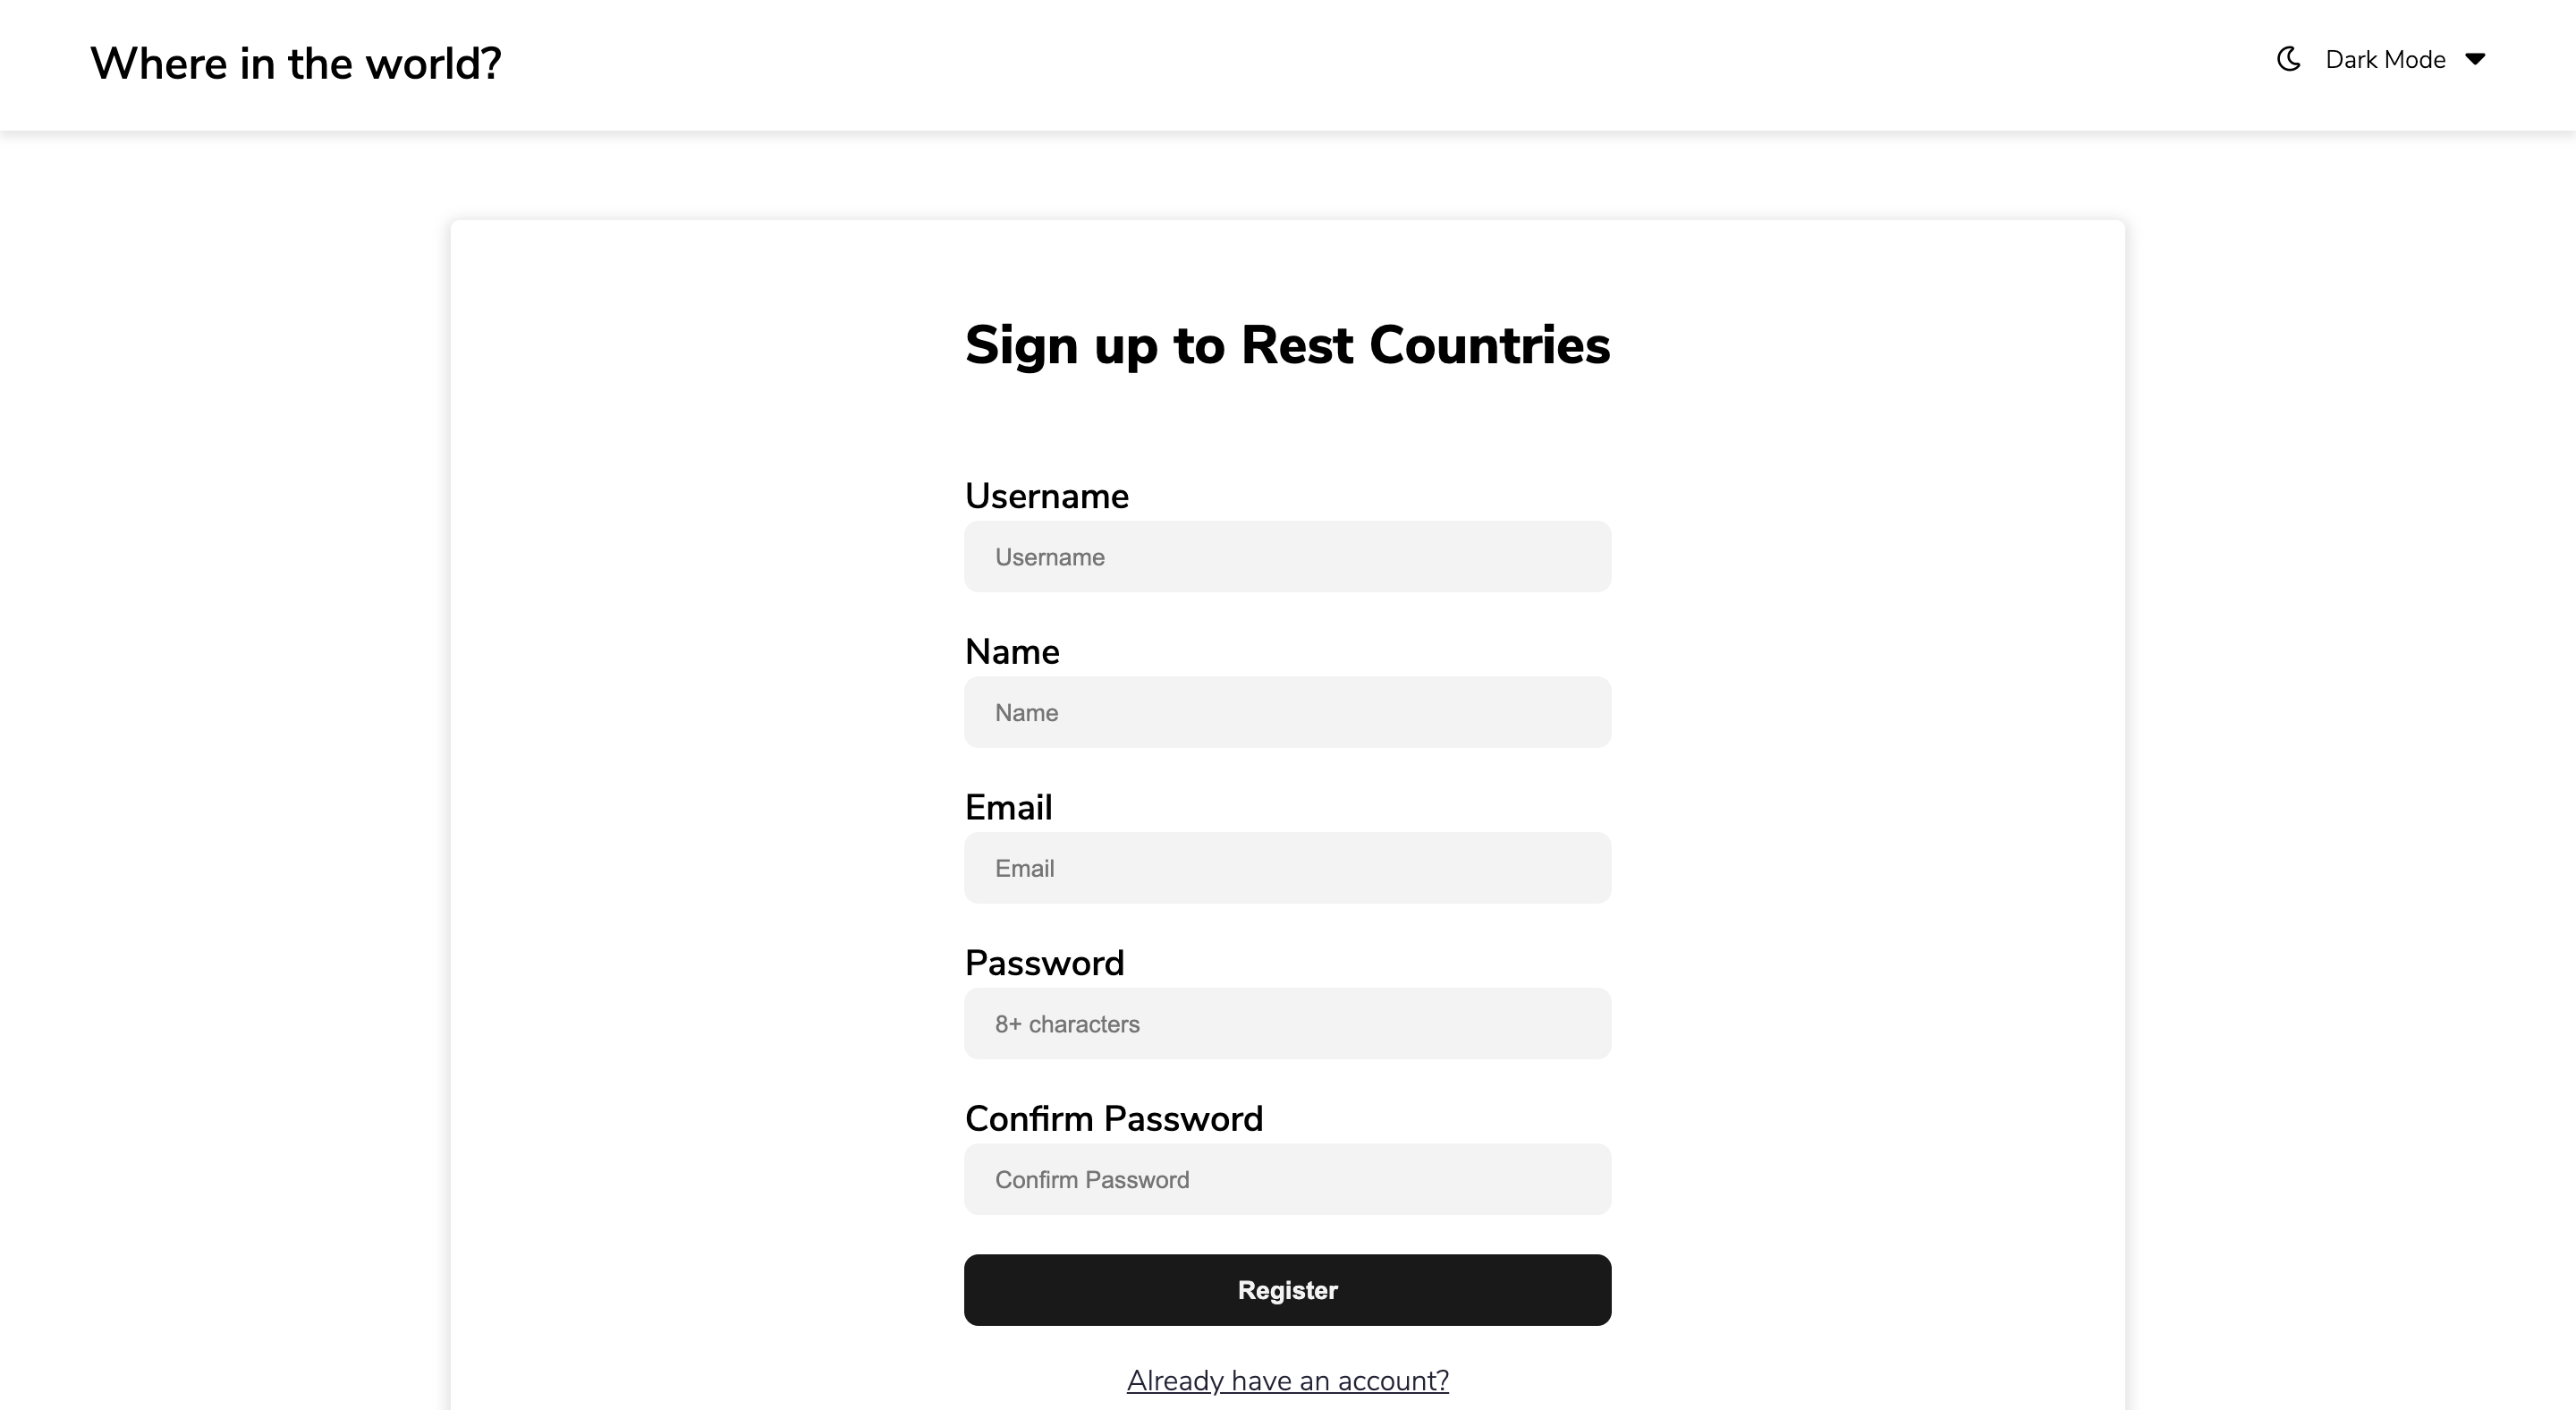 Where in the world?
Dark Mode
Sign up to Rest Countries
Username
Username
Name
Name
Email
Email
Password
8+ characters
Confirm Password
Confirm Password
Register
Already have an account?